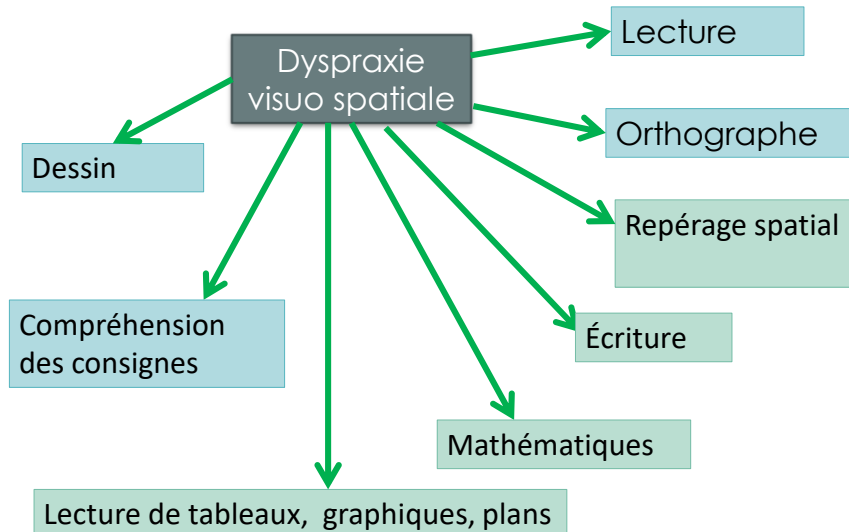 Dyspraxie
visuo spatiale
Lecture
Orthographe
Dessin
Repérage spatial
Compréhension
des consignes
Écriture
Mathématiques
Lecture de tableaux, graphiques, plans